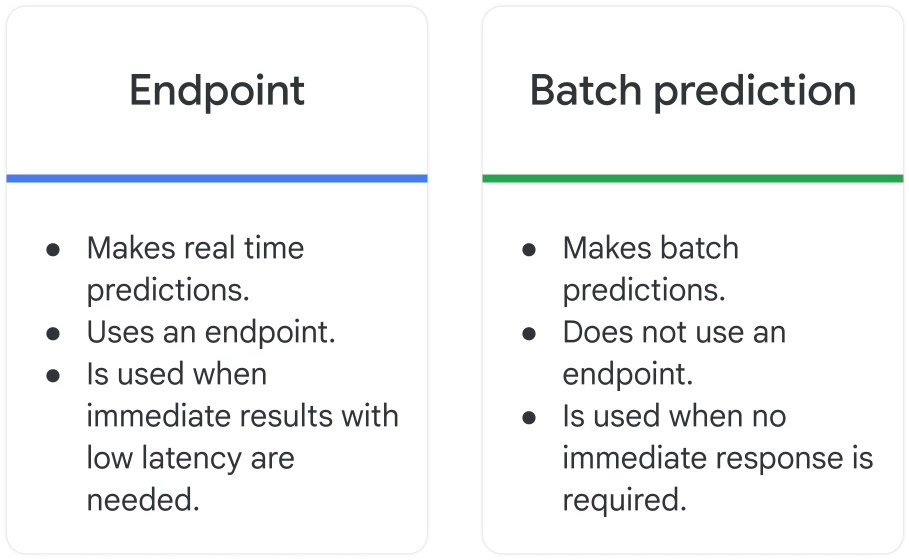 Endpoint
● Makes real time
predictions.
● Uses an endpoint.
● Is used when
immediate results with
low latency are
needed.
Batch prediction
● Makes batch
predictions.
● Does not use an
endpoint.
● Is used when no
immediate response is
required.